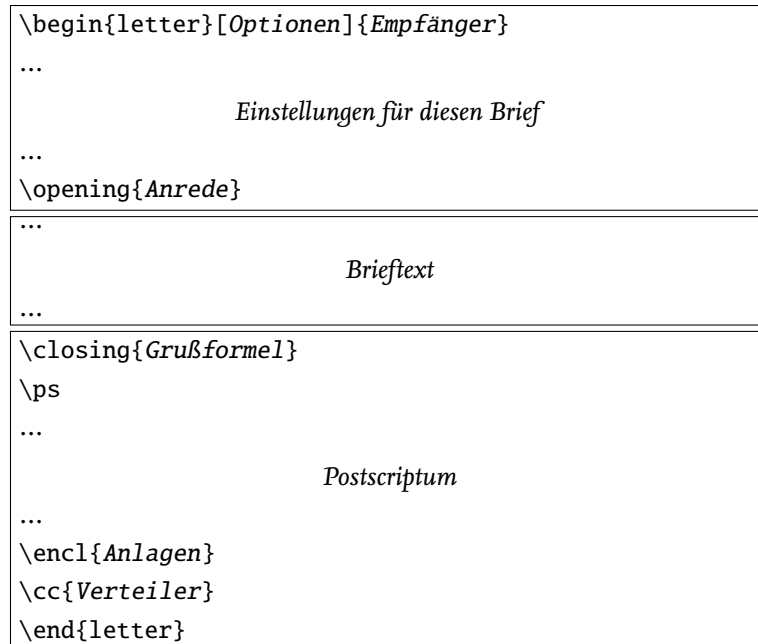 \begin{letter}[Optionen]{Empfänger}
…
Einstellungen für diesen Brief
…
\opening{Anrede}
…
Brieftext
…
\closing{Grußformel}
\ps
…
Postscriptum
…
\encl{Anlagen}
\cc{Verteiler}
\end{letter}